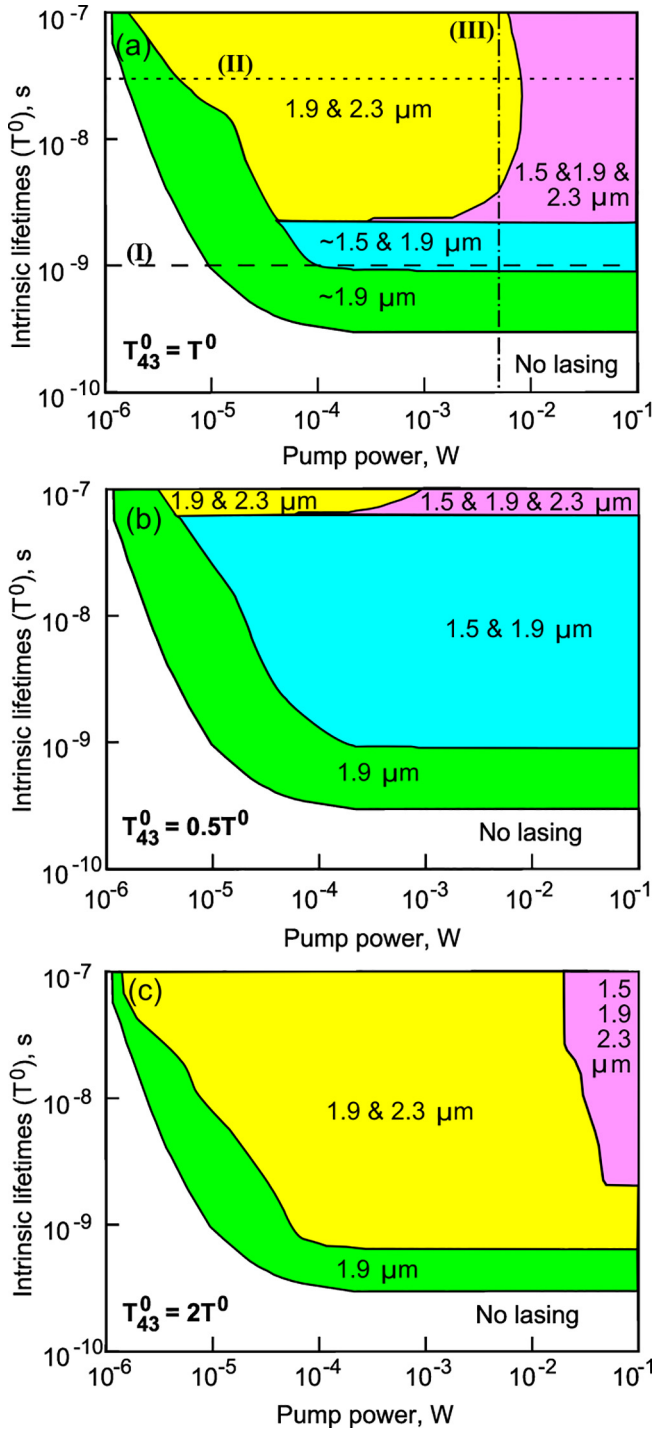 10⁻⁷
(a)
(III)
(II)
1.9 & 2.3 µm
10⁻⁸
1.5 &1.9 &
2.3 µm
~1.5 & 1.9 µm
(I)
10⁻⁹
~1.9 µm
T⁰₄₃ = T⁰
No lasing
10⁻¹⁰
Intrinsic lifetimes (T⁰), s
10⁻⁶ 10⁻⁵ 10⁻⁴ 10⁻³ 10⁻² 10⁻¹
Pump power, W
10⁻⁷
(b)
1.9 & 2.3 µm
1.5 & 1.9 & 2.3 µm
10⁻⁸
1.5 & 1.9 µm
10⁻⁹
1.9 µm
T⁰₄₃ = 0.5T⁰
No lasing
10⁻¹⁰
Intrinsic lifetimes (T⁰), s
10⁻⁶ 10⁻⁵ 10⁻⁴ 10⁻³ 10⁻² 10⁻¹
Pump power, W
10⁻⁷
(c)
1.5
1.9
2.3
µm
10⁻⁸
1.9 & 2.3 µm
10⁻⁹
1.9 µm
T⁰₄₃ = 2T⁰
No lasing
10⁻¹⁰
Intrinsic lifetimes (T⁰), s
10⁻⁶ 10⁻⁵ 10⁻⁴ 10⁻³ 10⁻² 10⁻¹
Pump power, W